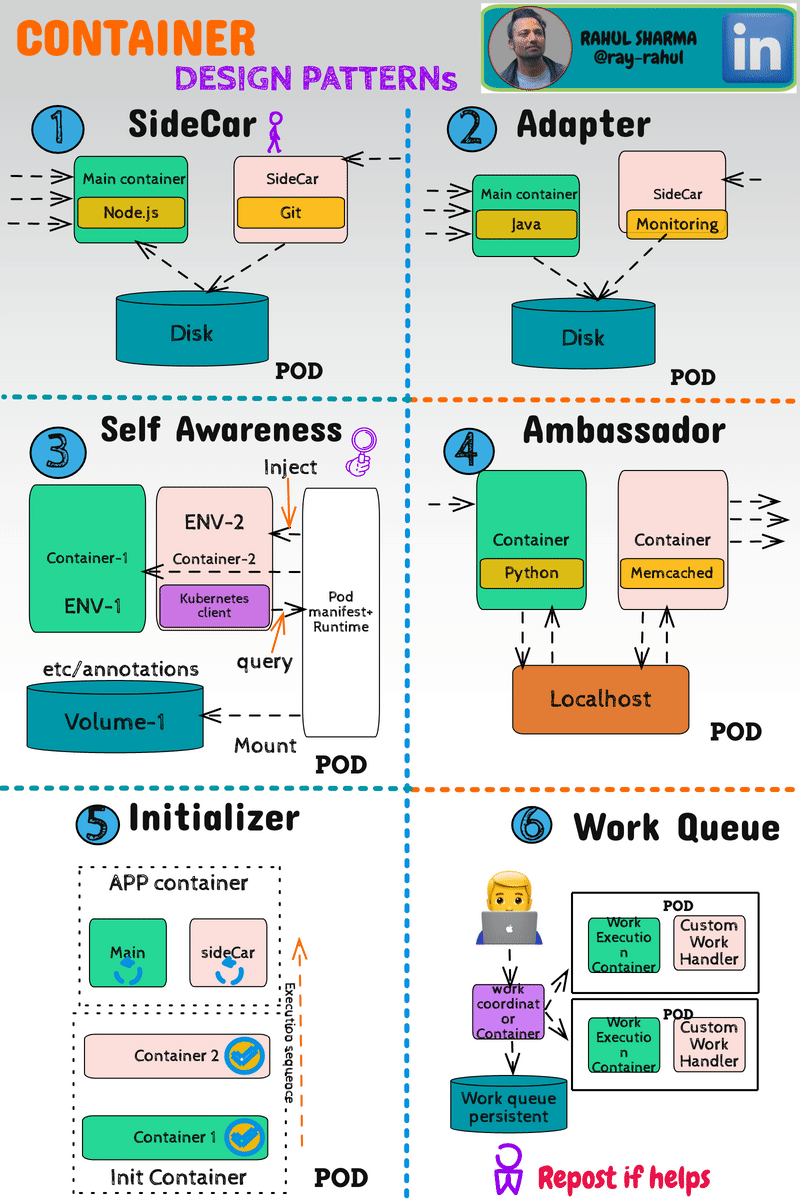 CONTAINER
DESIGN PATTERNs
RAHUL SHARMA
@ray-rahul
in
1
SideCar
Main container
Node.js
SideCar
Git
Disk
POD
2
Adapter
Main container
Java
SideCar
Monitoring
Disk
POD
3
Self Awareness
Inject
Container-1
ENV-1
ENV-2
Container-2
Kubernetes
client
Pod
manifest+
Runtime
query
etc/annotations
Volume-1
Mount
POD
4
Ambassador
Container
Python
Container
Memcached
Localhost
POD
5
Initializer
APP container
Main
sideCar
Execution sequence
Container 2
Container 1
Init Container
POD
6
Work Queue
POD
Work
Executio
n
Container
Custom
Work
Handler
work
coordinat
or
Container
POD
Work
Executio
n
Container
Custom
Work
Handler
Work queue
persistent
Repost if helps